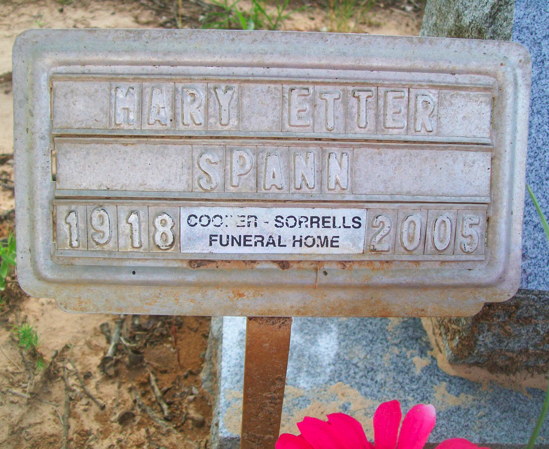 MARY ETTER
SPANN
1918 COOPER - SORRELLS 2005
FUNERAL HOME